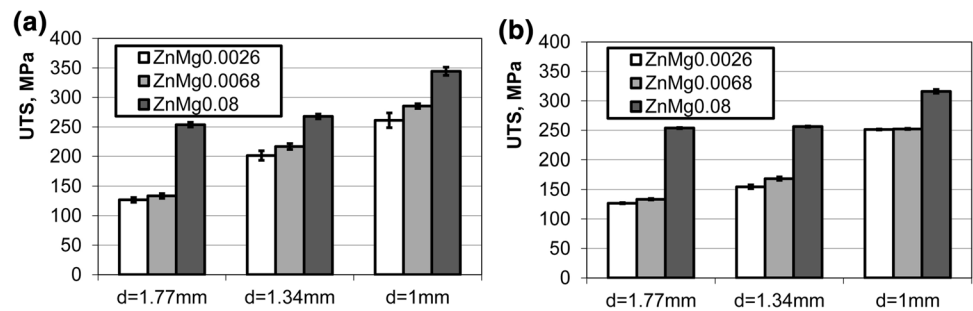 (a)
UTS, MPa
400
350
300
250
200
150
100
50
0
ZnMg0.0026
ZnMg0.0068
ZnMg0.08
d=1.77mm d=1.34mm d=1mm
(b)
UTS, MPa
400
350
300
250
200
150
100
50
0
ZnMg0.0026
ZnMg0.0068
ZnMg0.08
d=1.77mm d=1.34mm d=1mm